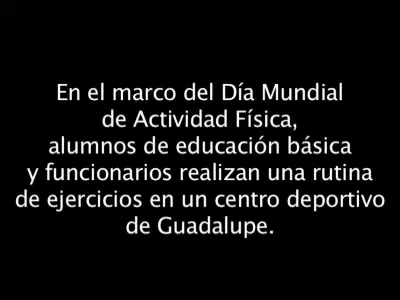 En el marco del Día Mundial
de Actividad Física,
alumnos de educación básica
y funcionarios realizan una rutina
de ejercicios en un centro deportivo
de Guadalupe.